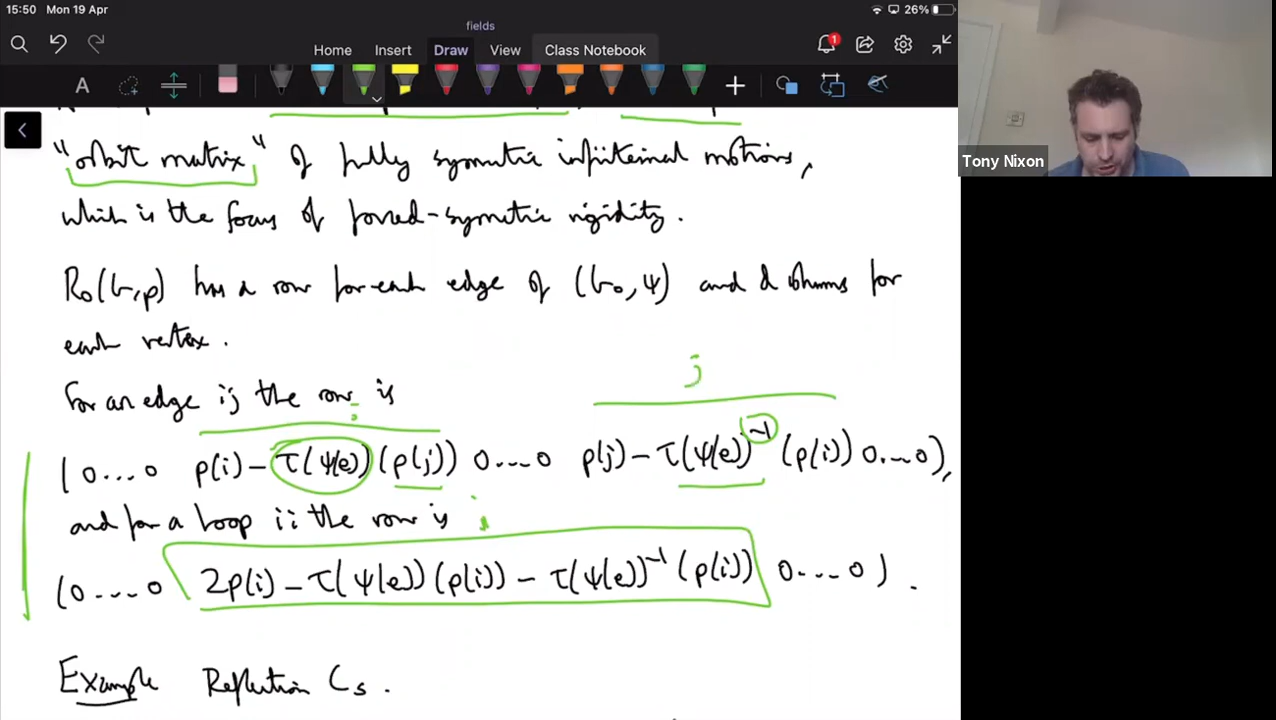 15:50 Mon 19 Apr
26%
fields
Home Insert Draw View Class Notebook
1
A
Tony Nixon
"orbit matrix" of fully symmetric infinitesimal motions,
which is the focus of forced-symmetric rigidity.
R₀(G,p) has a row for each edge of (G₀,ψ) and d columns for
each vertex.
j
For an edge ij the row is
i
(0...0 p(i) - τ(ψ(e))(p(j)) 0...0 p(j) - τ(ψ(e))⁻¹(p(i)) 0...0),
and for a loop ii the row is i
(0...0 2p(i) - τ(ψ(e))(p(i)) - τ(ψ(e))⁻¹(p(i)) 0...0).
Example Reflection Cs.